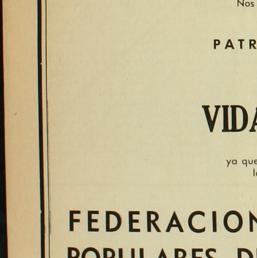 Nos
PATR
VIDA
ya que
FEDERACION
POPULARES D